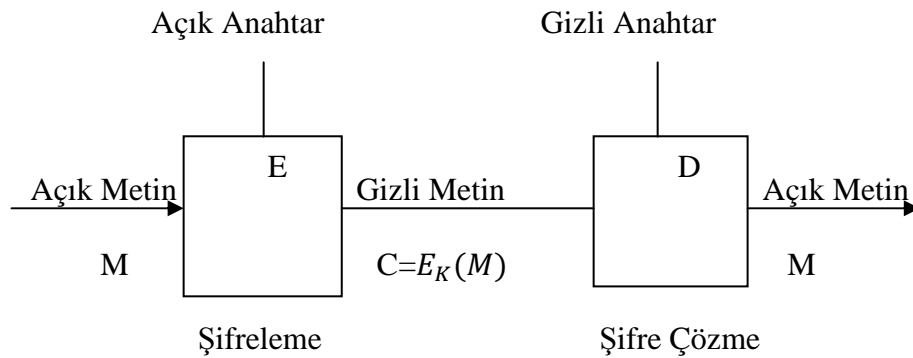 Açık Anahtar Gizli Anahtar
E D
Açık Metin Gizli Metin Açık Metin
M C=E_K(M) M
Şifreleme Şifre Çözme